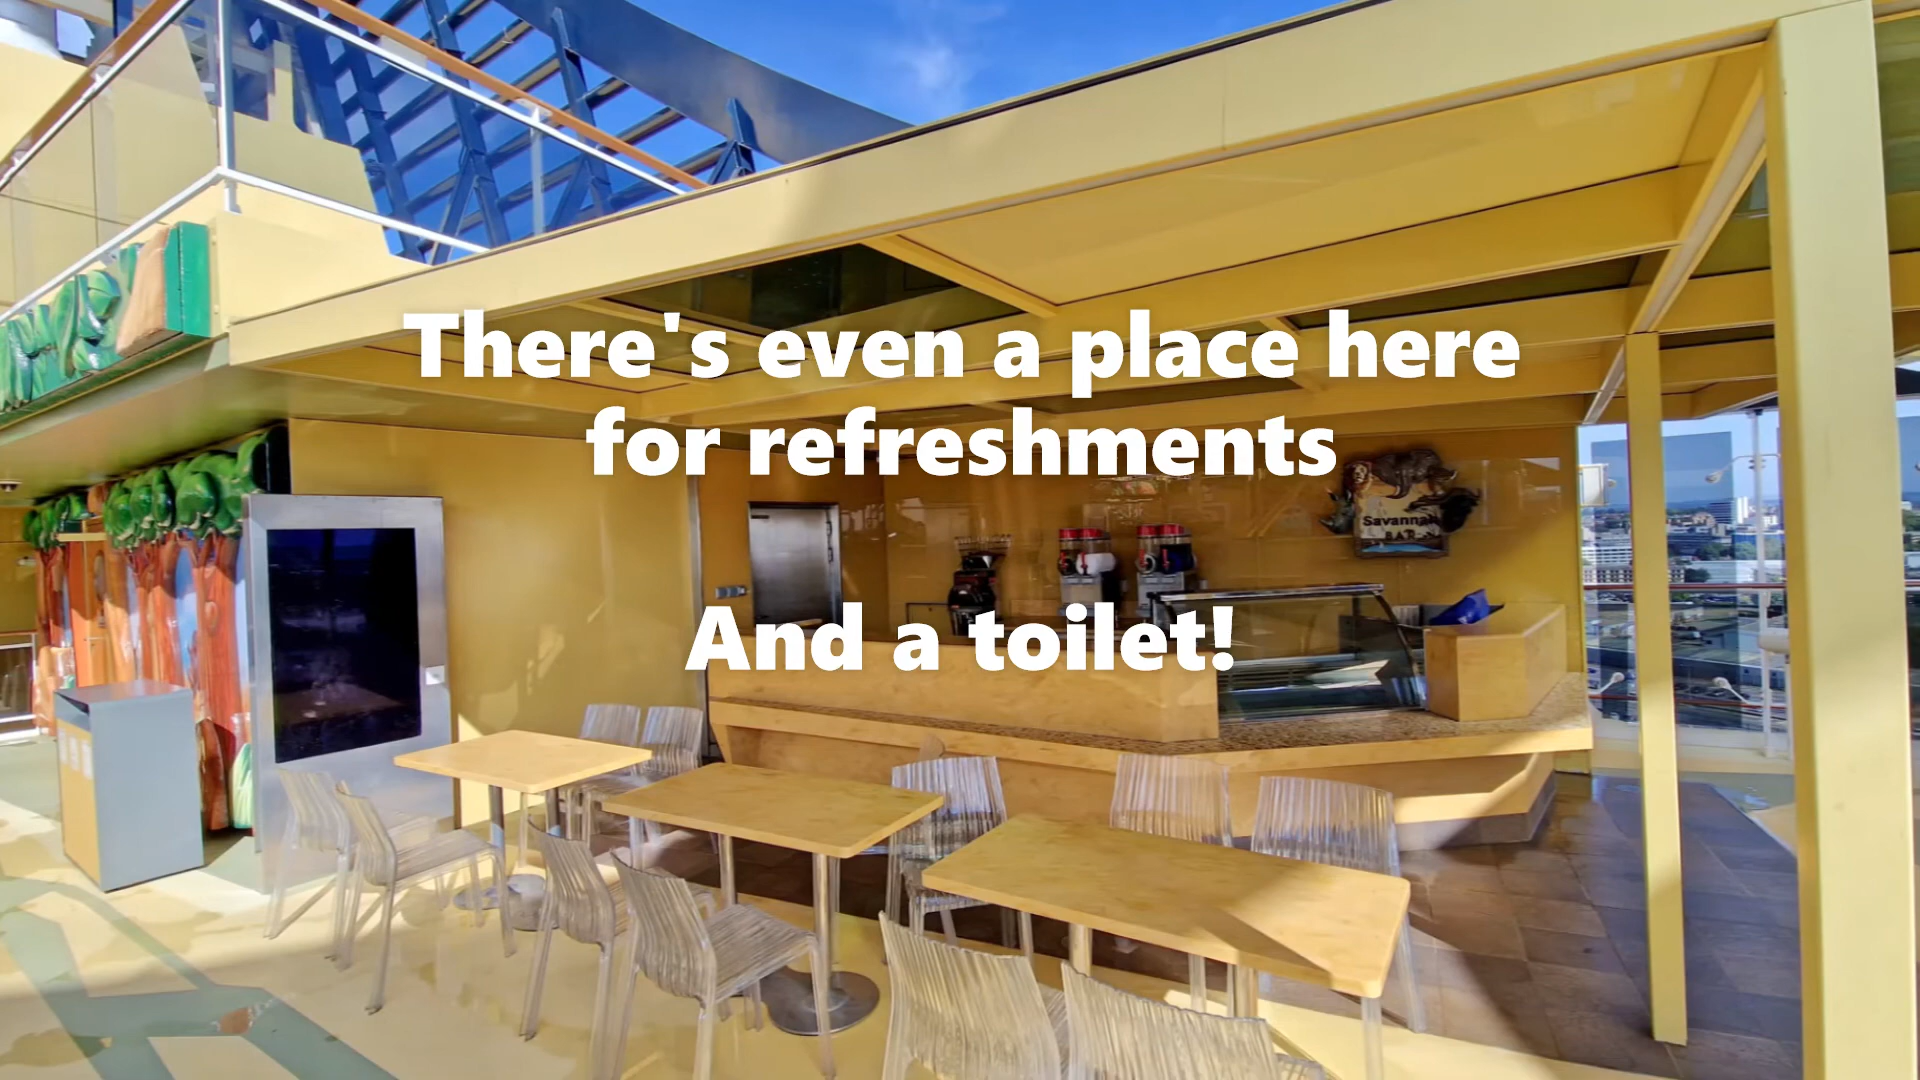 There's even a place here
for refreshments
And a toilet!
Savannah
BAR